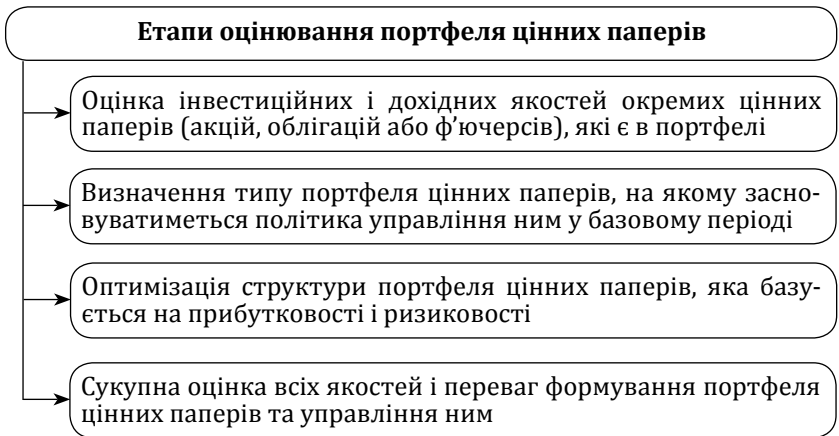 Етапи оцінювання портфеля цінних паперів
Оцінка інвестиційних і дохідних якостей окремих цінних
паперів (акцій, облігацій або ф'ючерсів), які є в портфелі
Визначення типу портфеля цінних паперів, на якому засно-
вуватиметься політика управління ним у базовому періоді
Оптимізація структури портфеля цінних паперів, яка базу-
ється на прибутковості і ризиковості
Сукупна оцінка всіх якостей і переваг формування портфеля
цінних паперів та управління ним